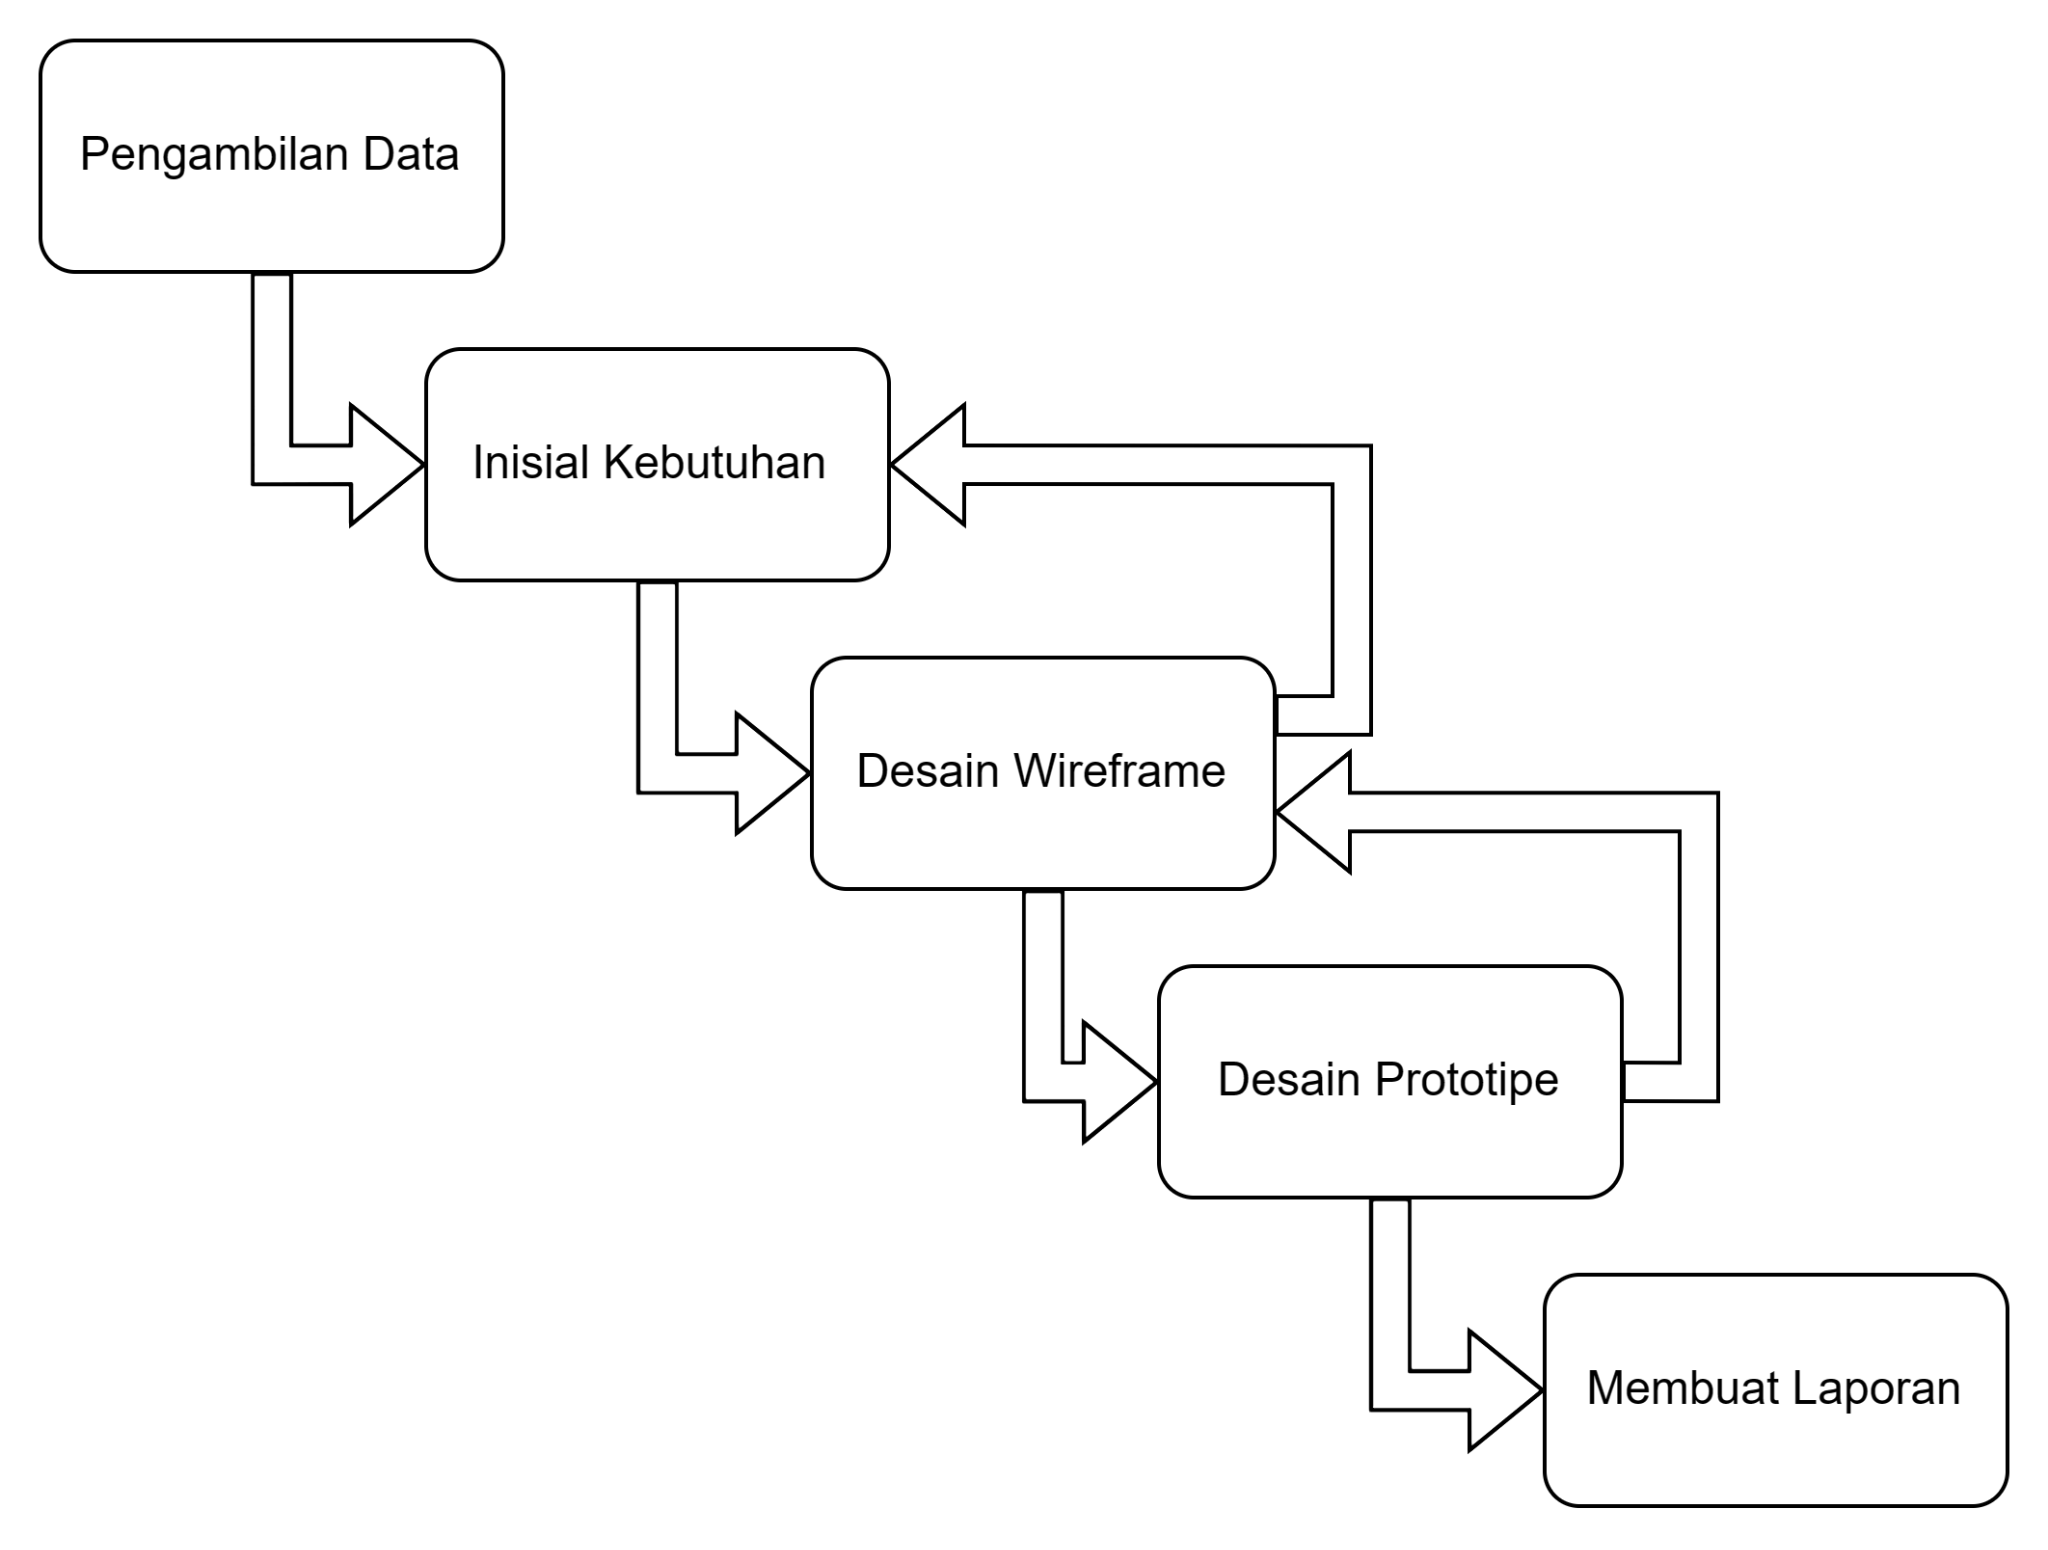 Pengambilan Data
Inisial Kebutuhan
Desain Wireframe
Desain Prototipe
Membuat Laporan